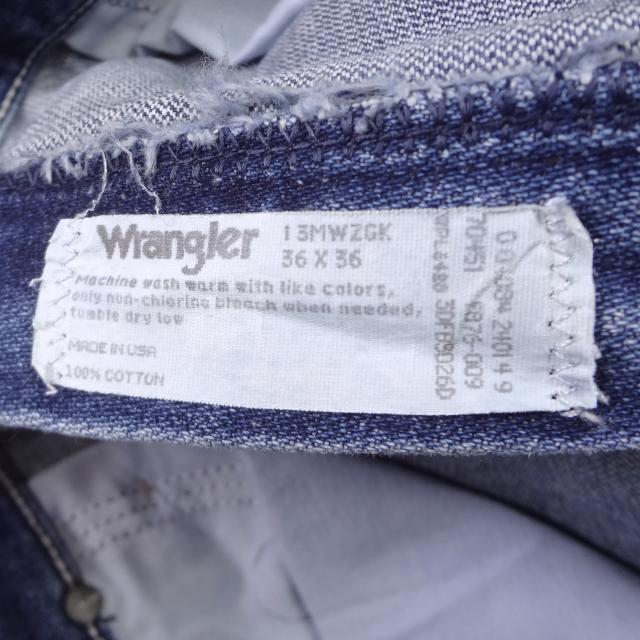 Wrangler
13MWZGK
36 X 36
Machine wash warm with like colors,
only non-chlorine bleach when needed,
tumble dry low
MADE IN USA
100% COTTON